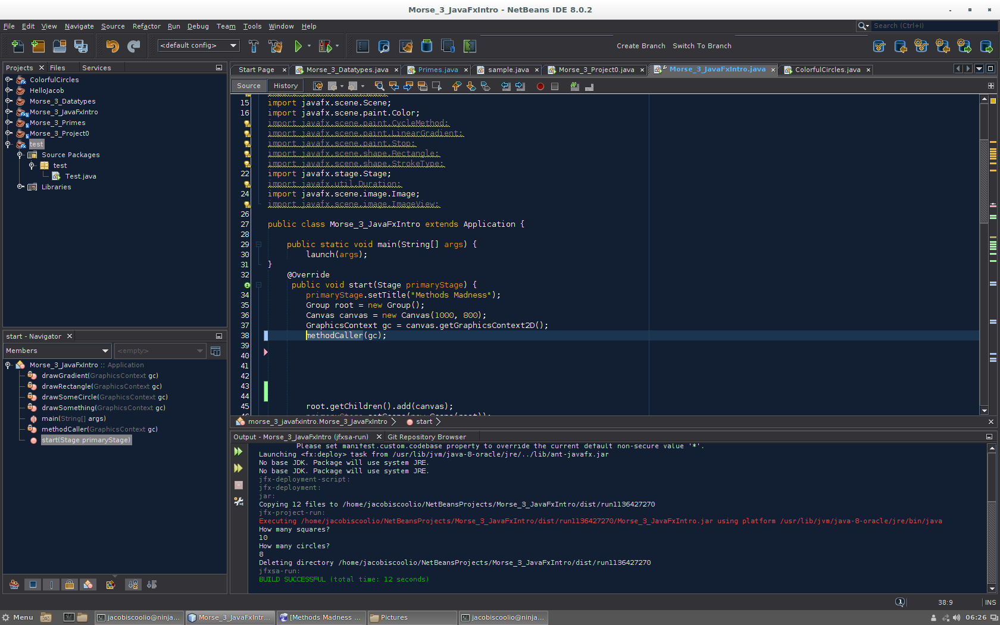 Morse_3_JavaFxIntro - NetBeans IDE 8.0.2
File Edit View Navigate Source Refactor Run Debug Team Tools Window Help
Search (Ctrl+I)
<default config>
Create Branch Switch To Branch
Projects Files Services
ColorfulCircles
HelloJacob
Morse_3_Datatypes
Morse_3_JavaFxIntro
Morse_3_Primes
Morse_3_Project0
test
Source Packages
test
Test.java
Libraries
start - Navigator
Members
<empty>
Morse_3_JavaFxIntro :: Application
drawGradient(GraphicsContext gc)
drawRectangle(GraphicsContext gc)
drawSomeCircle(GraphicsContext gc)
drawSomething(GraphicsContext gc)
main(String[] args)
methodCaller(GraphicsContext gc)
start(Stage primaryStage)
Start Page Morse_3_Datatypes.java Primes.java sample.java Morse_3_Project0.java Morse_3_JavaFxIntro.java ColorfulCircles.java
Source History
15 import javafx.scene.Scene;
16 import javafx.scene.paint.Color;
import javafx.scene.paint.CycleMethod;
import javafx.scene.paint.LinearGradient;
import javafx.scene.paint.Stop;
import javafx.scene.shape.Rectangle;
import javafx.scene.shape.StrokeType;
22 import javafx.stage.Stage;
import javafx.util.Duration;
24 import javafx.scene.image.Image;
import javafx.scene.image.ImageView;
26
27 public class Morse_3_JavaFxIntro extends Application {
28
29 public static void main(String[] args) {
30 launch(args);
31 }
32 @Override
public void start(Stage primaryStage) {
34 primaryStage.setTitle("Methods Madness");
35 Group root = new Group();
36 Canvas canvas = new Canvas(1000, 800);
37 GraphicsContext gc = canvas.getGraphicsContext2D();
38 methodCaller(gc);
39
40
41
42
43
44
45 root.getChildren().add(canvas);
46 primaryStage.setScene(new Scene(root));
morse_3_javafxintro.Morse_3_JavaFxIntro start
Output - Morse_3_JavaFxIntro (jfxsa-run) Git Repository Browser
Please set manifest.custom.codebase property to override the current default non-secure value '*'.
Launching <fx:deploy> task from /usr/lib/jvm/java-8-oracle/jre/../lib/ant-javafx.jar
No base JDK. Package will use system JRE.
No base JDK. Package will use system JRE.
jfx-deployment-script:
jfx-deployment:
jar:
Copying 12 files to /home/jacobiscoolio/NetBeansProjects/Morse_3_JavaFxIntro/dist/run1136427270
jfx-project-run:
Executing /home/jacobiscoolio/NetBeansProjects/Morse_3_JavaFxIntro/dist/run1136427270/Morse_3_JavaFxIntro.jar using platform /usr/lib/jvm/java-8-oracle/jre/bin/java
How many squares?
10
How many circles?
8
Deleting directory /home/jacobiscoolio/NetBeansProjects/Morse_3_JavaFxIntro/dist/run1136427270
jfxsa-run:
BUILD SUCCESSFUL (total time: 12 seconds)
1 38:9 INS
Menu jacobiscoolio@ninja... Morse_3_JavaFxIntr... [Methods Madness ... Pictures jacobiscoolio@ninja... 06:26